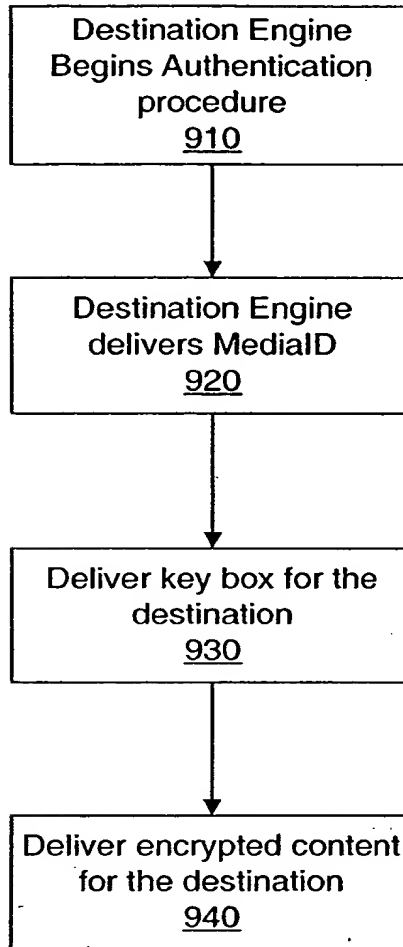 Destination Engine
Begins Authentication
procedure
910
Destination Engine
delivers MediaID
920
Deliver key box for the
destination
930
Deliver encrypted content
for the destination
940